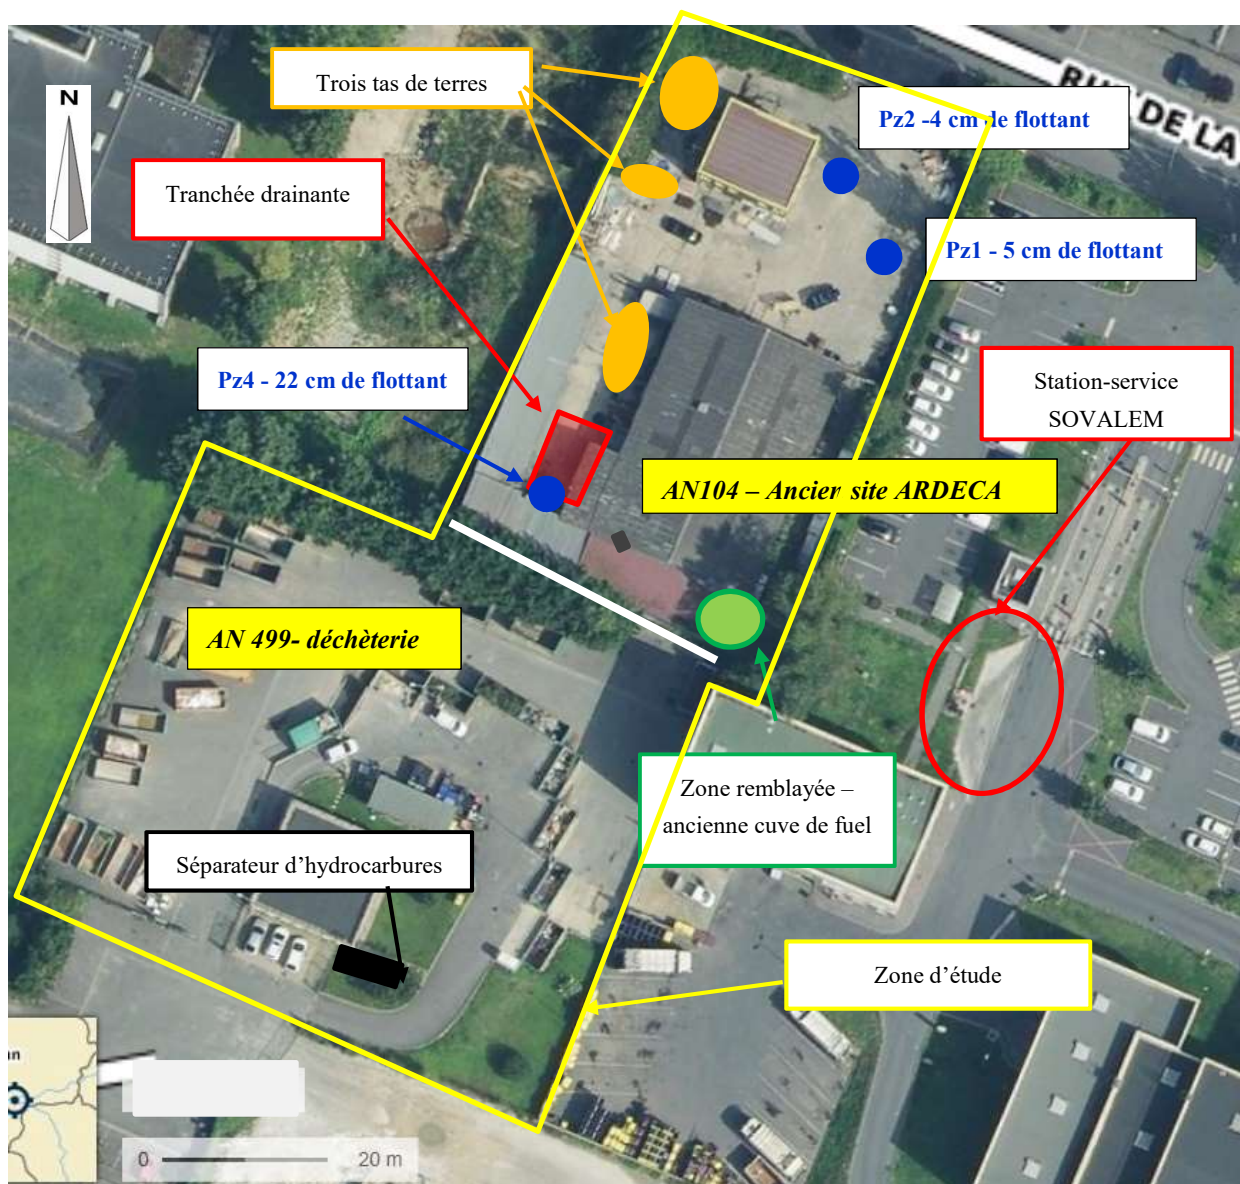 N
Trois tas de terres
RUE DE LA
Pz2 -4 cm de flottant
Tranchée drainante
Pz1 - 5 cm de flottant
Pz4 - 22 cm de flottant
Station-service
SOVALEM
AN104 – Ancien site ARDECA
AN 499- déchèterie
Zone remblayée –
ancienne cuve de fuel
Séparateur d’hydrocarbures
Zone d’étude
0 20 m